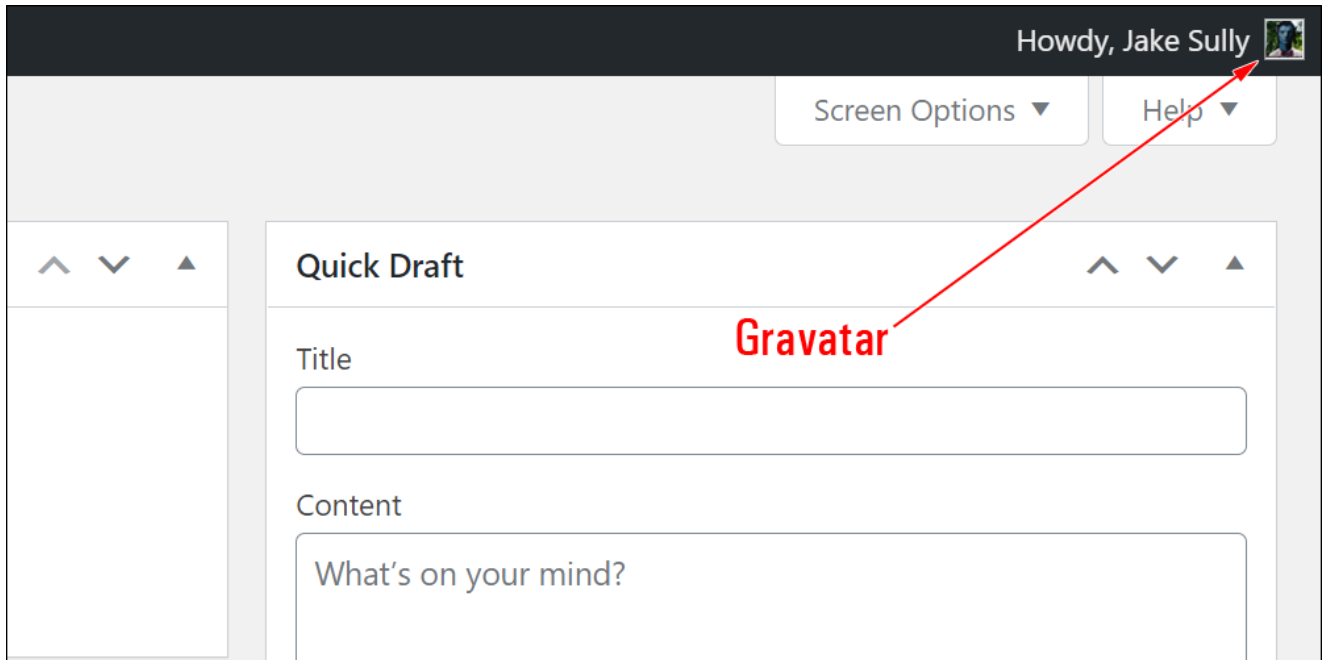 Howdy, Jake Sully
Screen Options
Help
Quick Draft
Gravatar
Title
Content
What's on your mind?